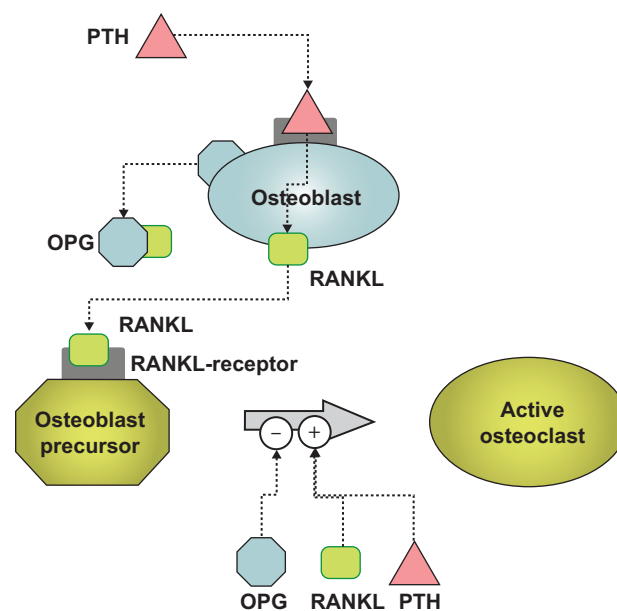 PTH
Osteoblast
OPG
RANKL
RANKL
RANKL-receptor
Osteoblast
precursor
Active
osteoclast
−
+
OPG
RANKL
PTH